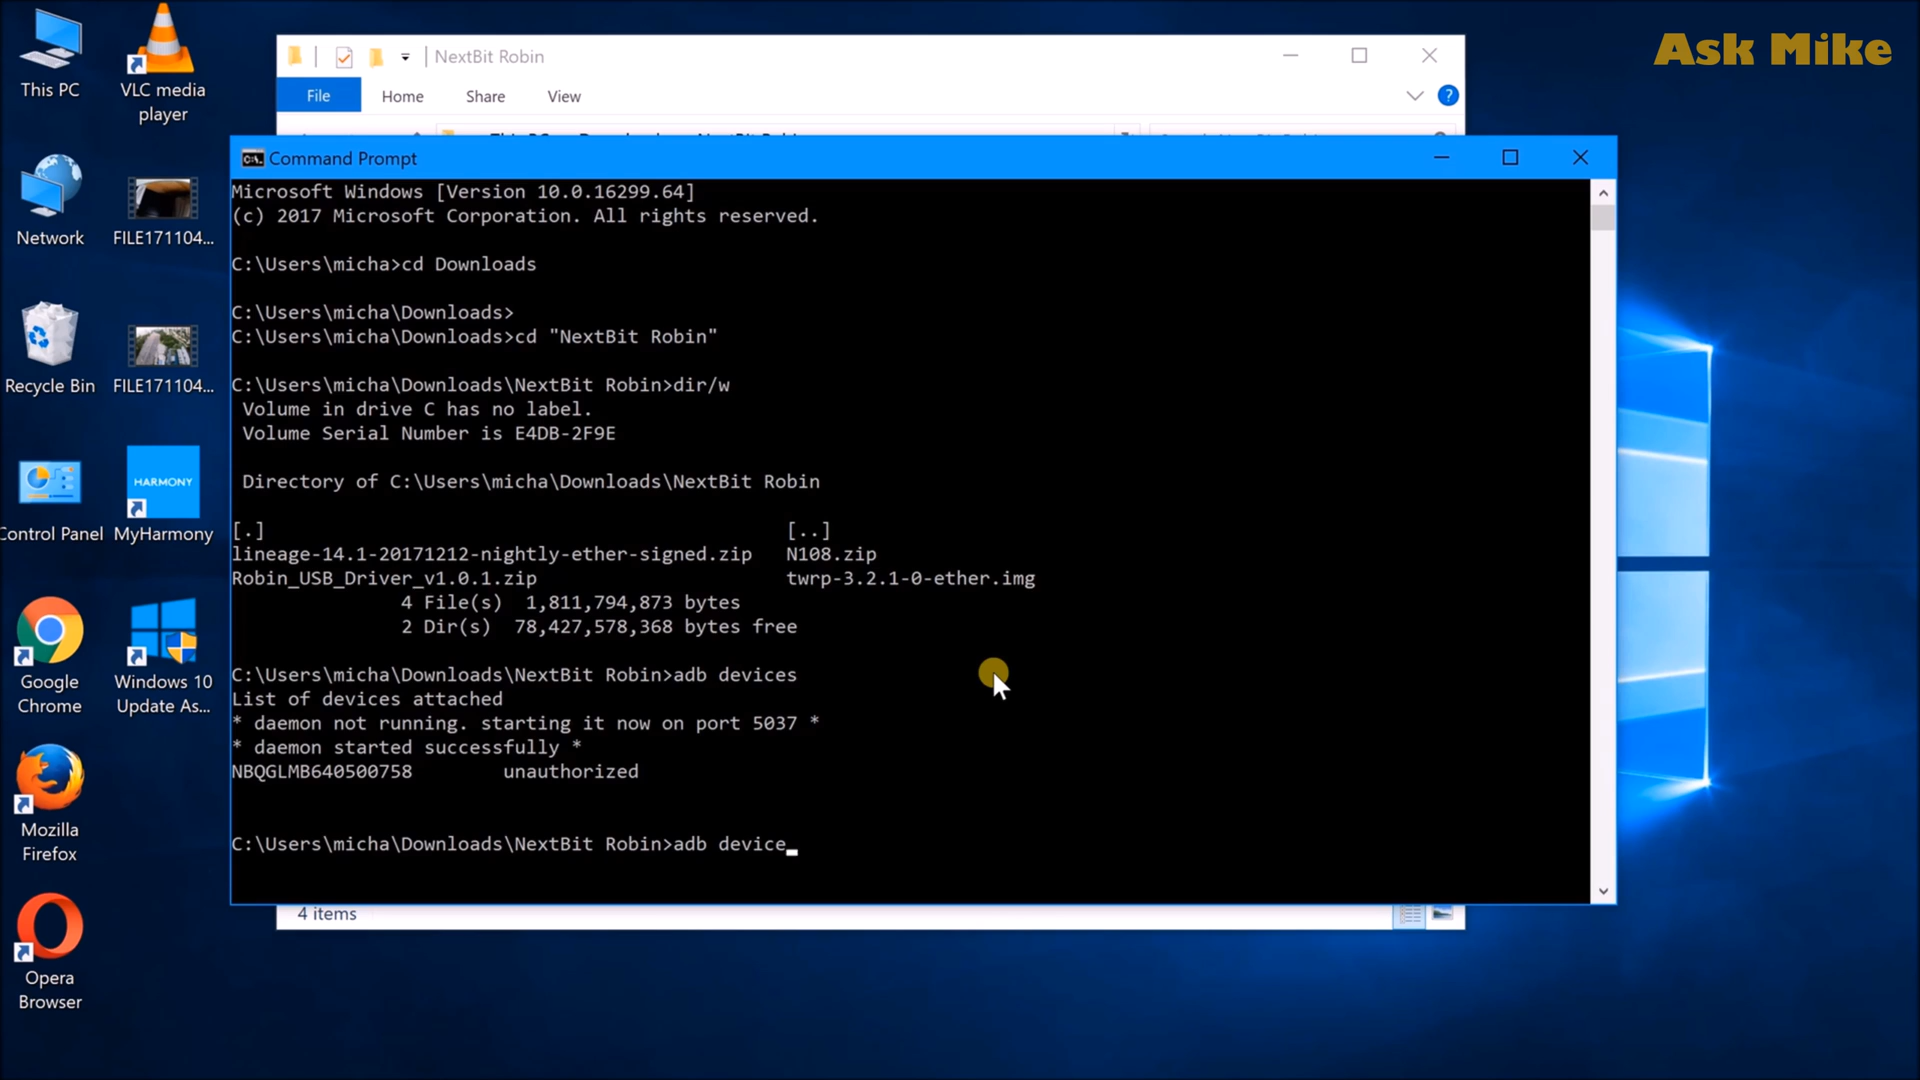 Ask Mike
This PC
VLC media
player
Network
FILE171104...
Recycle Bin
FILE171104...
Control Panel
HARMONY
MyHarmony
Google
Chrome
Windows 10
Update As...
Mozilla
Firefox
Opera
Browser
NextBit Robin
File Home Share View
Command Prompt
Microsoft Windows [Version 10.0.16299.64]
(c) 2017 Microsoft Corporation. All rights reserved.
C:\Users\micha>cd Downloads
C:\Users\micha\Downloads>
C:\Users\micha\Downloads>cd "NextBit Robin"
C:\Users\micha\Downloads\NextBit Robin>dir/w
Volume in drive C has no label.
Volume Serial Number is E4DB-2F9E
Directory of C:\Users\micha\Downloads\NextBit Robin
[.] [..]
lineage-14.1-20171212-nightly-ether-signed.zip N108.zip
Robin_USB_Driver_v1.0.1.zip twrp-3.2.1-0-ether.img
4 File(s) 1,811,794,873 bytes
2 Dir(s) 78,427,578,368 bytes free
C:\Users\micha\Downloads\NextBit Robin>adb devices
List of devices attached
* daemon not running. starting it now on port 5037 *
* daemon started successfully *
NBQGLMB640500758 unauthorized
C:\Users\micha\Downloads\NextBit Robin>adb device_
4 items